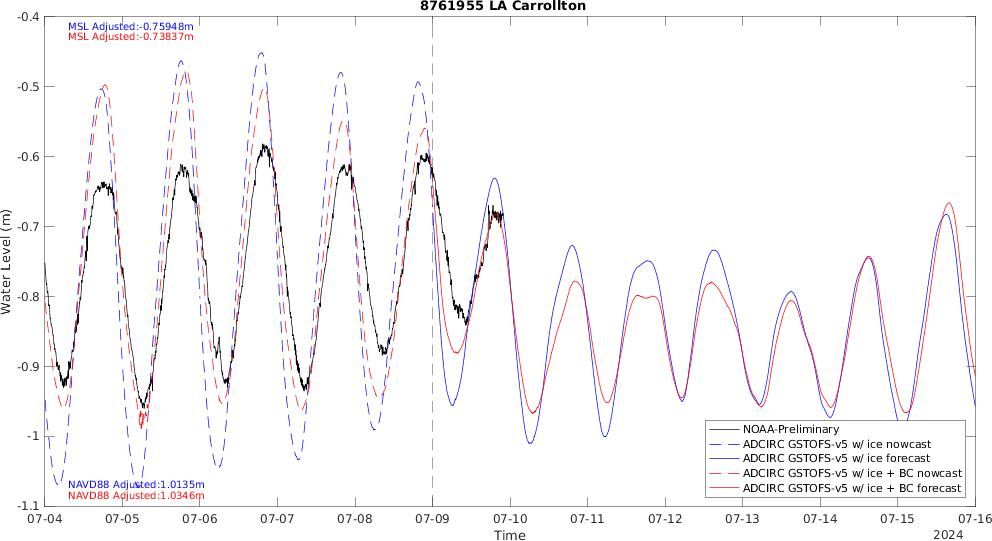 8761955 LA Carrollton
MSL Adjusted:-0.75948m
MSL Adjusted:-0.73837m
Water Level (m)
-0.4
-0.5
-0.6
-0.7
-0.8
-0.9
-1
-1.1
NAVD88 Adjusted:1.0135m
NAVD88 Adjusted:1.0346m
NOAA-Preliminary
ADCIRC GSTOFS-v5 w/ ice nowcast
ADCIRC GSTOFS-v5 w/ ice forecast
ADCIRC GSTOFS-v5 w/ ice + BC nowcast
ADCIRC GSTOFS-v5 w/ ice + BC forecast
07-04 07-05 07-06 07-07 07-08 07-09 07-10 07-11 07-12 07-13 07-14 07-15 07-16
Time
2024